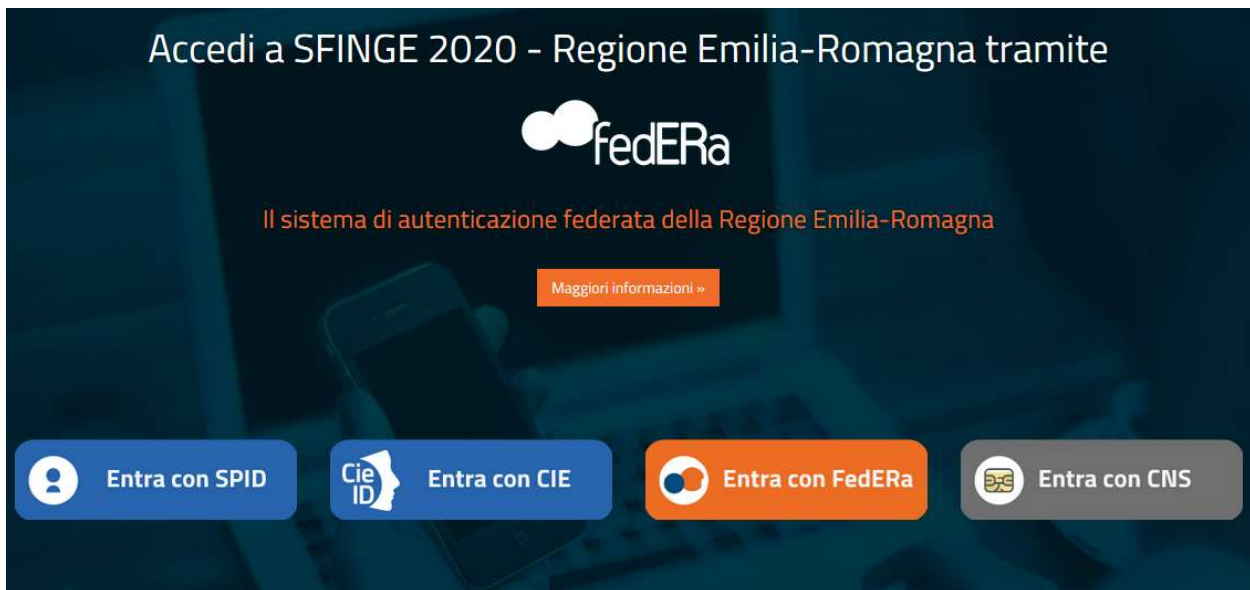 Accedi a SFINGE 2020 - Regione Emilia-Romagna tramite
fedERa
Il sistema di autenticazione federata della Regione Emilia-Romagna
Maggiori informazioni »
Entra con SPID
Cie ID
Entra con CIE
Entra con FedERa
Entra con CNS